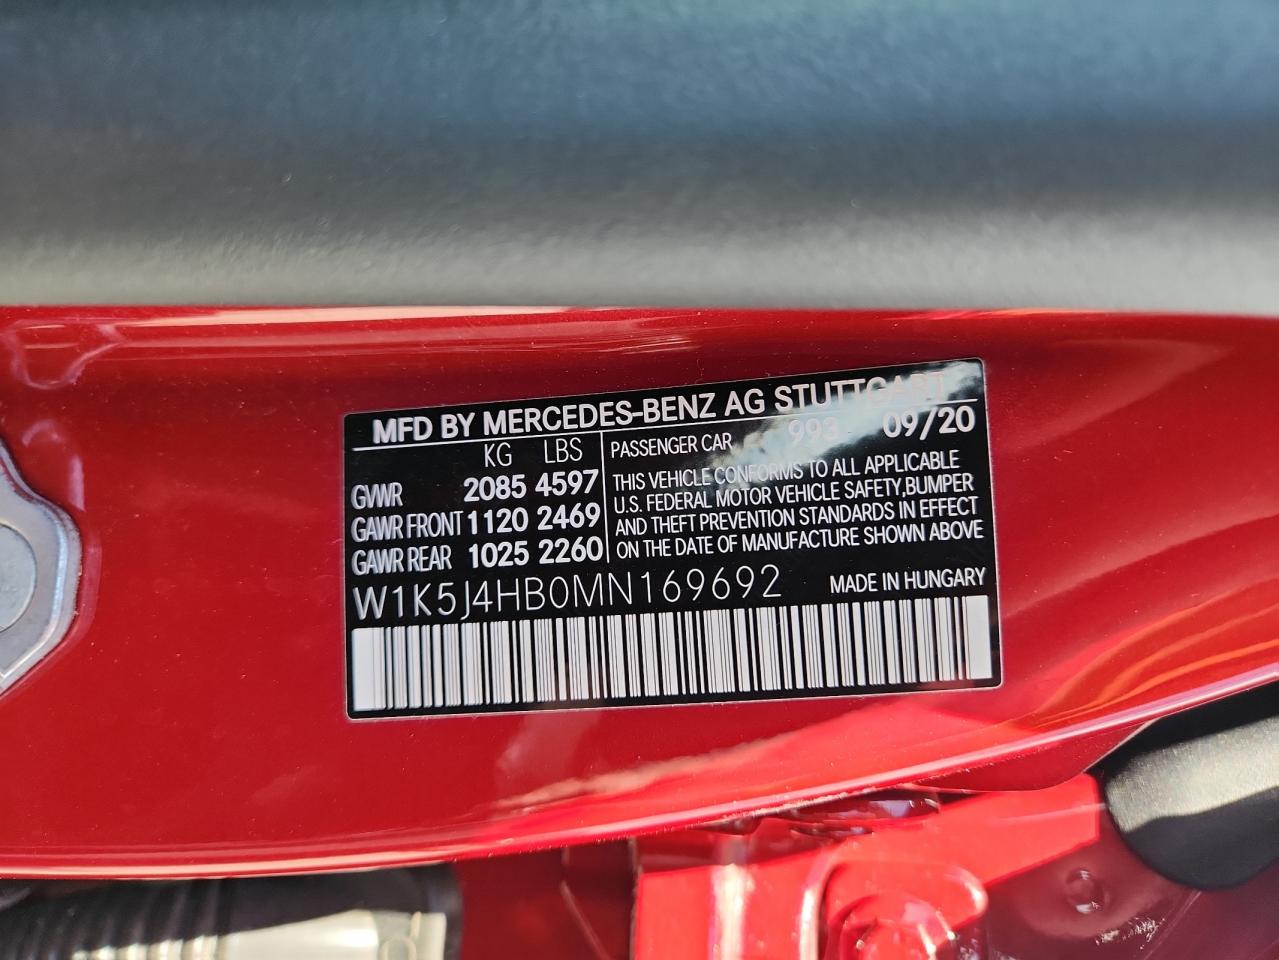 MFD BY MERCEDES-BENZ AG STUTTGART
KG LBS
GVWR 2085 4597
GAWR FRONT 1120 2469
GAWR REAR 1025 2260
PASSENGER CAR 993 09/20
THIS VEHICLE CONFORMS TO ALL APPLICABLE
U.S. FEDERAL MOTOR VEHICLE SAFETY,BUMPER
AND THEFT PREVENTION STANDARDS IN EFFECT
ON THE DATE OF MANUFACTURE SHOWN ABOVE
W1K5J4HB0MN169692 MADE IN HUNGARY